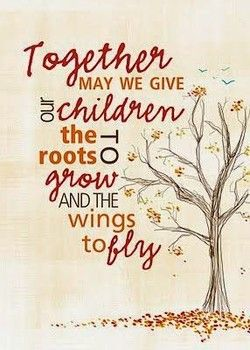 Together
MAY WE GIVE
our children
the TO
roots
grow
AND THE
wings
to fly